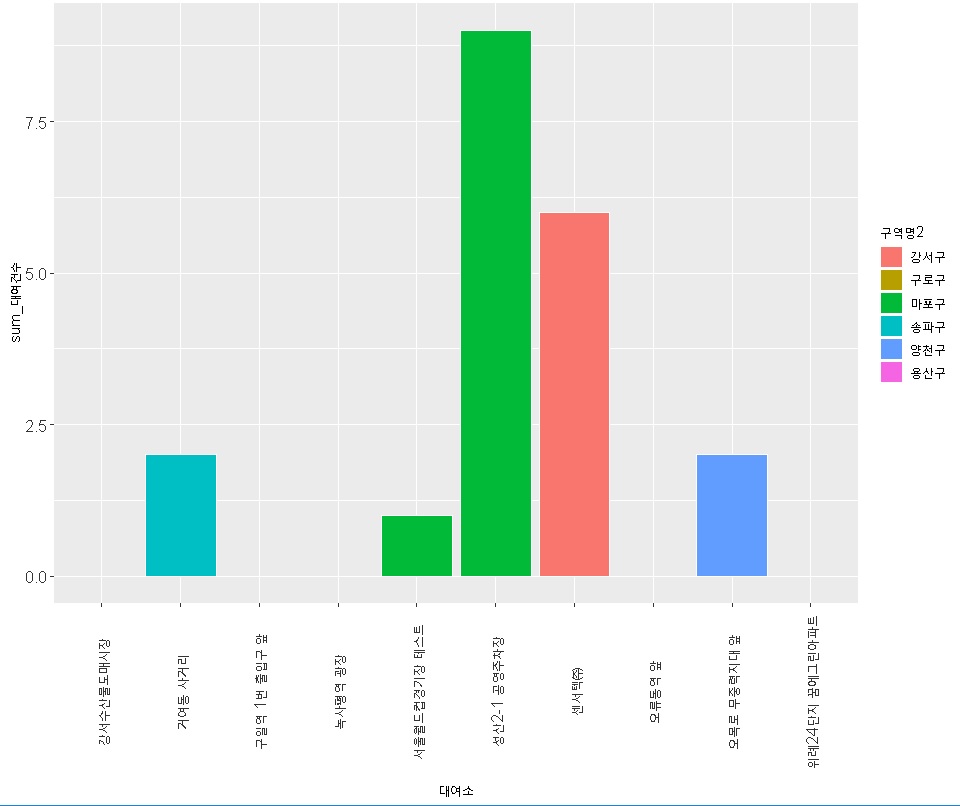 sum_대여건수
7.5
5.0
2.5
0.0
강서수산물도매시장
거여동 사거리
구일역 1번 출입구 앞
녹사평역 광장
서울월드컵경기장 테스트
성산2-1 공영주차장
센서텍㈜
오류동역 앞
오목로 무중력지대 앞
위례24단지 꿈에그린아파트
대여소
구역명2
강서구
구로구
마포구
송파구
양천구
용산구